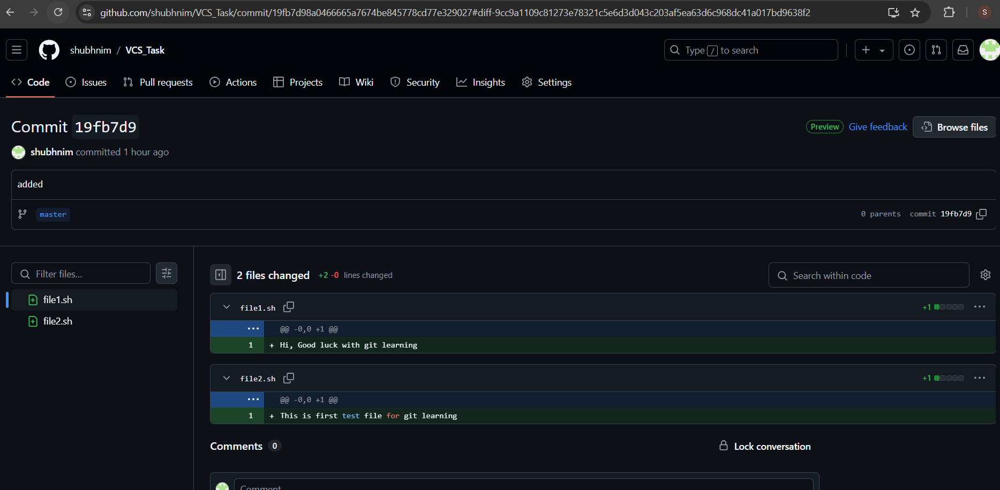 github.com/shubhnim/VCS_Task/commit/19fb7d98a0466665a7674be845778cd77e329027#diff-9cc9a1109c81273e78321c5e6d3d043c203af5ea63d6c968dc41a017bd9638f2
S
shubhnim / VCS_Task
Type / to search
Code Issues Pull requests Actions Projects Wiki Security Insights Settings
Commit 19fb7d9
Preview Give feedback Browse files
shubhnim committed 1 hour ago
added
master
0 parents commit 19fb7d9
Filter files...
file1.sh
file2.sh
2 files changed +2 -0 lines changed
Search within code
file1.sh +1
@@ -0,0 +1 @@
1 + Hi, Good luck with git learning
file2.sh +1
@@ -0,0 +1 @@
1 + This is first test file for git learning
Comments 0
Lock conversation
Comment